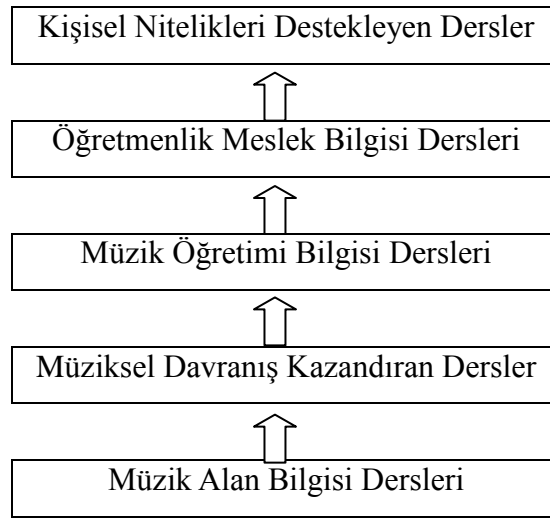 Kişisel Nitelikleri Destekleyen Dersler
Öğretmenlik Meslek Bilgisi Dersleri
Müzik Öğretimi Bilgisi Dersleri
Müziksel Davranış Kazandıran Dersler
Müzik Alan Bilgisi Dersleri